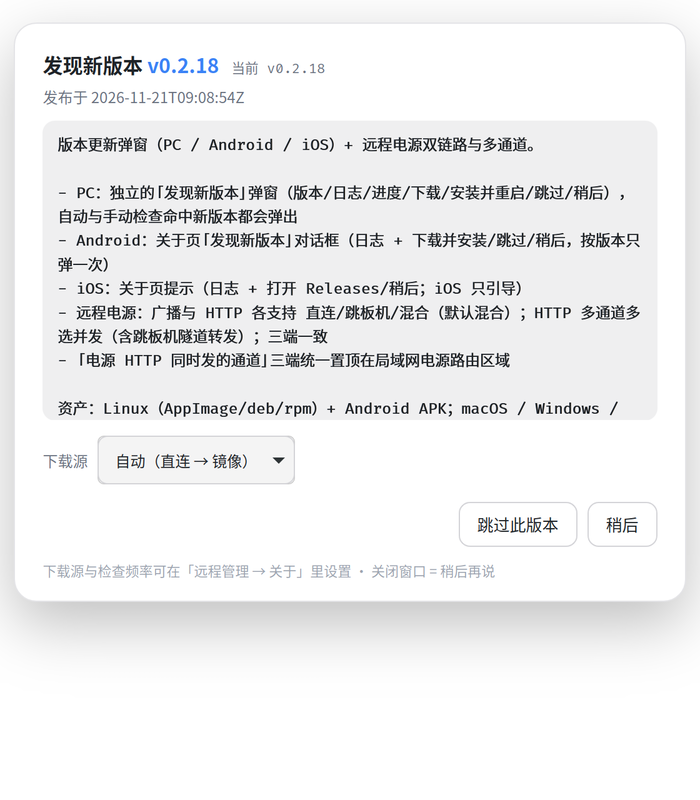 发现新版本 v0.2.18 当前 v0.2.18
发布于 2026-11-21T09:08:54Z
版本更新弹窗（PC / Android / iOS）+ 远程电源双链路与多通道。
- PC：独立的「发现新版本」弹窗（版本/日志/进度/下载/安装并重启/跳过/稍后），
自动与手动检查命中新版本都会弹出
- Android：关于页「发现新版本」对话框（日志 + 下载并安装/跳过/稍后，按版本只
弹一次）
- iOS：关于页提示（日志 + 打开 Releases/稍后；iOS 只引导）
- 远程电源：广播与 HTTP 各支持 直连/跳板机/混合（默认混合）；HTTP 多通道多
选并发（含跳板机隧道转发）；三端一致
- 「电源 HTTP 同时发的通道」三端统一置顶在局域网电源路由区域
资产：Linux（AppImage/deb/rpm）+ Android APK；macOS / Windows /
下载源 自动（直连 → 镜像）
跳过此版本 稍后
下载源与检查频率可在「远程管理 → 关于」里设置 · 关闭窗口 = 稍后再说